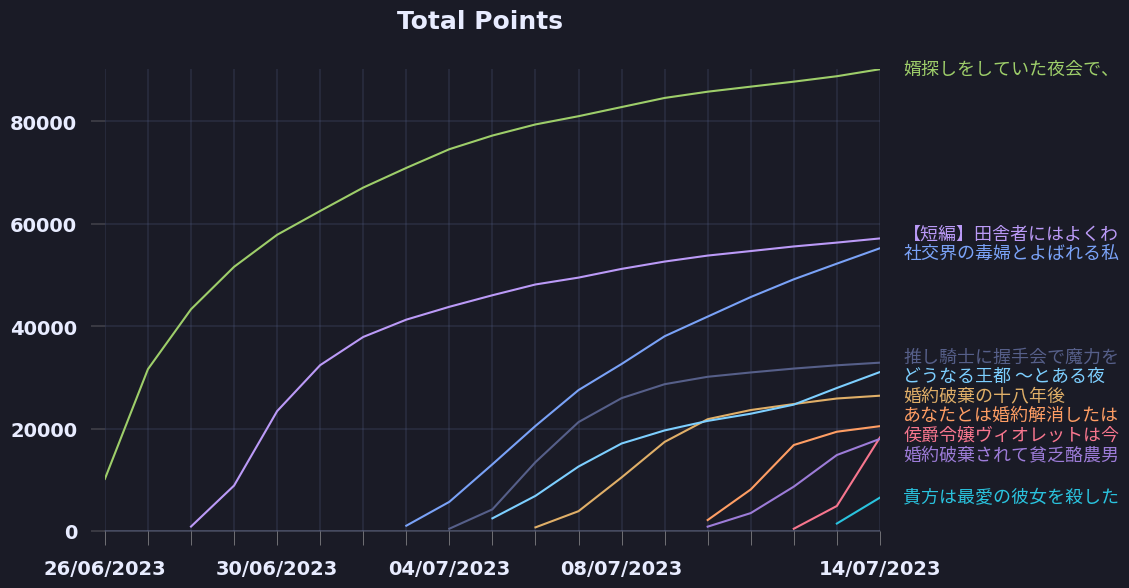 Total Points
婿探しをしていた夜会で、
80000
60000
【短編】田舎者にはよくわ
社交界の毒婦とよばれる私
40000
推し騎士に握手会で魔力を
どうなる王都 〜とある夜
婚約破棄の十八年後
あなたとは婚約解消したは
20000
侯爵令嬢ヴィオレットは今
婚約破棄されて貧乏酪農男
貴方は最愛の彼女を殺した
0
26/06/2023 30/06/2023 04/07/2023 08/07/2023 14/07/2023